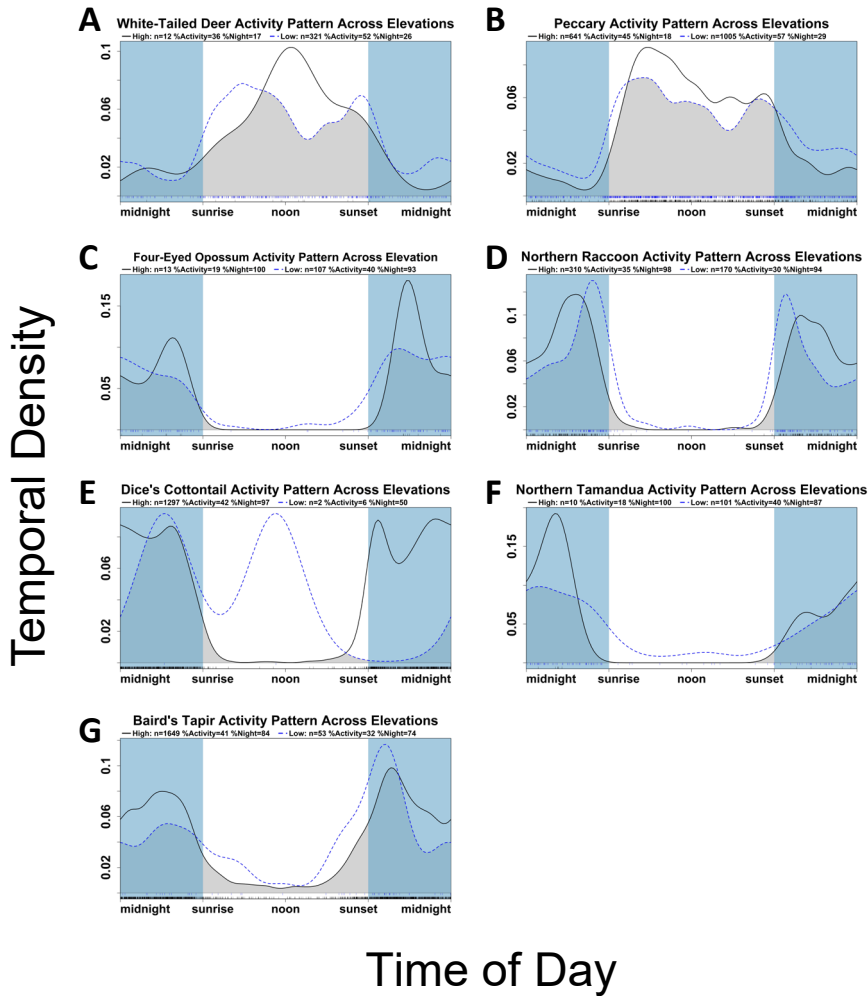 A
White-Tailed Deer Activity Pattern Across Elevations
High: n=12 %Activity=36 %Night=17 Low: n=321 %Activity=52 %Night=26
0.1
0.06
0.02
midnight sunrise noon sunset midnight
B
Peccary Activity Pattern Across Elevations
High: n=641 %Activity=45 %Night=18 Low: n=1005 %Activity=57 %Night=29
0.06
0.02
midnight sunrise noon sunset midnight
C
Four-Eyed Opossum Activity Pattern Across Elevation
High: n=13 %Activity=19 %Night=100 Low: n=107 %Activity=40 %Night=93
0.15
0.05
midnight sunrise noon sunset midnight
D
Northern Raccoon Activity Pattern Across Elevations
High: n=310 %Activity=35 %Night=98 Low: n=170 %Activity=30 %Night=94
0.1
0.06
0.02
midnight sunrise noon sunset midnight
E
Dice's Cottontail Activity Pattern Across Elevations
High: n=1297 %Activity=42 %Night=97 Low: n=2 %Activity=6 %Night=50
0.06
0.02
midnight sunrise noon sunset midnight
F
Northern Tamandua Activity Pattern Across Elevations
High: n=10 %Activity=18 %Night=100 Low: n=101 %Activity=40 %Night=87
0.15
0.05
midnight sunrise noon sunset midnight
G
Baird's Tapir Activity Pattern Across Elevations
High: n=1649 %Activity=41 %Night=84 Low: n=53 %Activity=32 %Night=74
0.1
0.06
0.02
midnight sunrise noon sunset midnight
Temporal Density
Time of Day